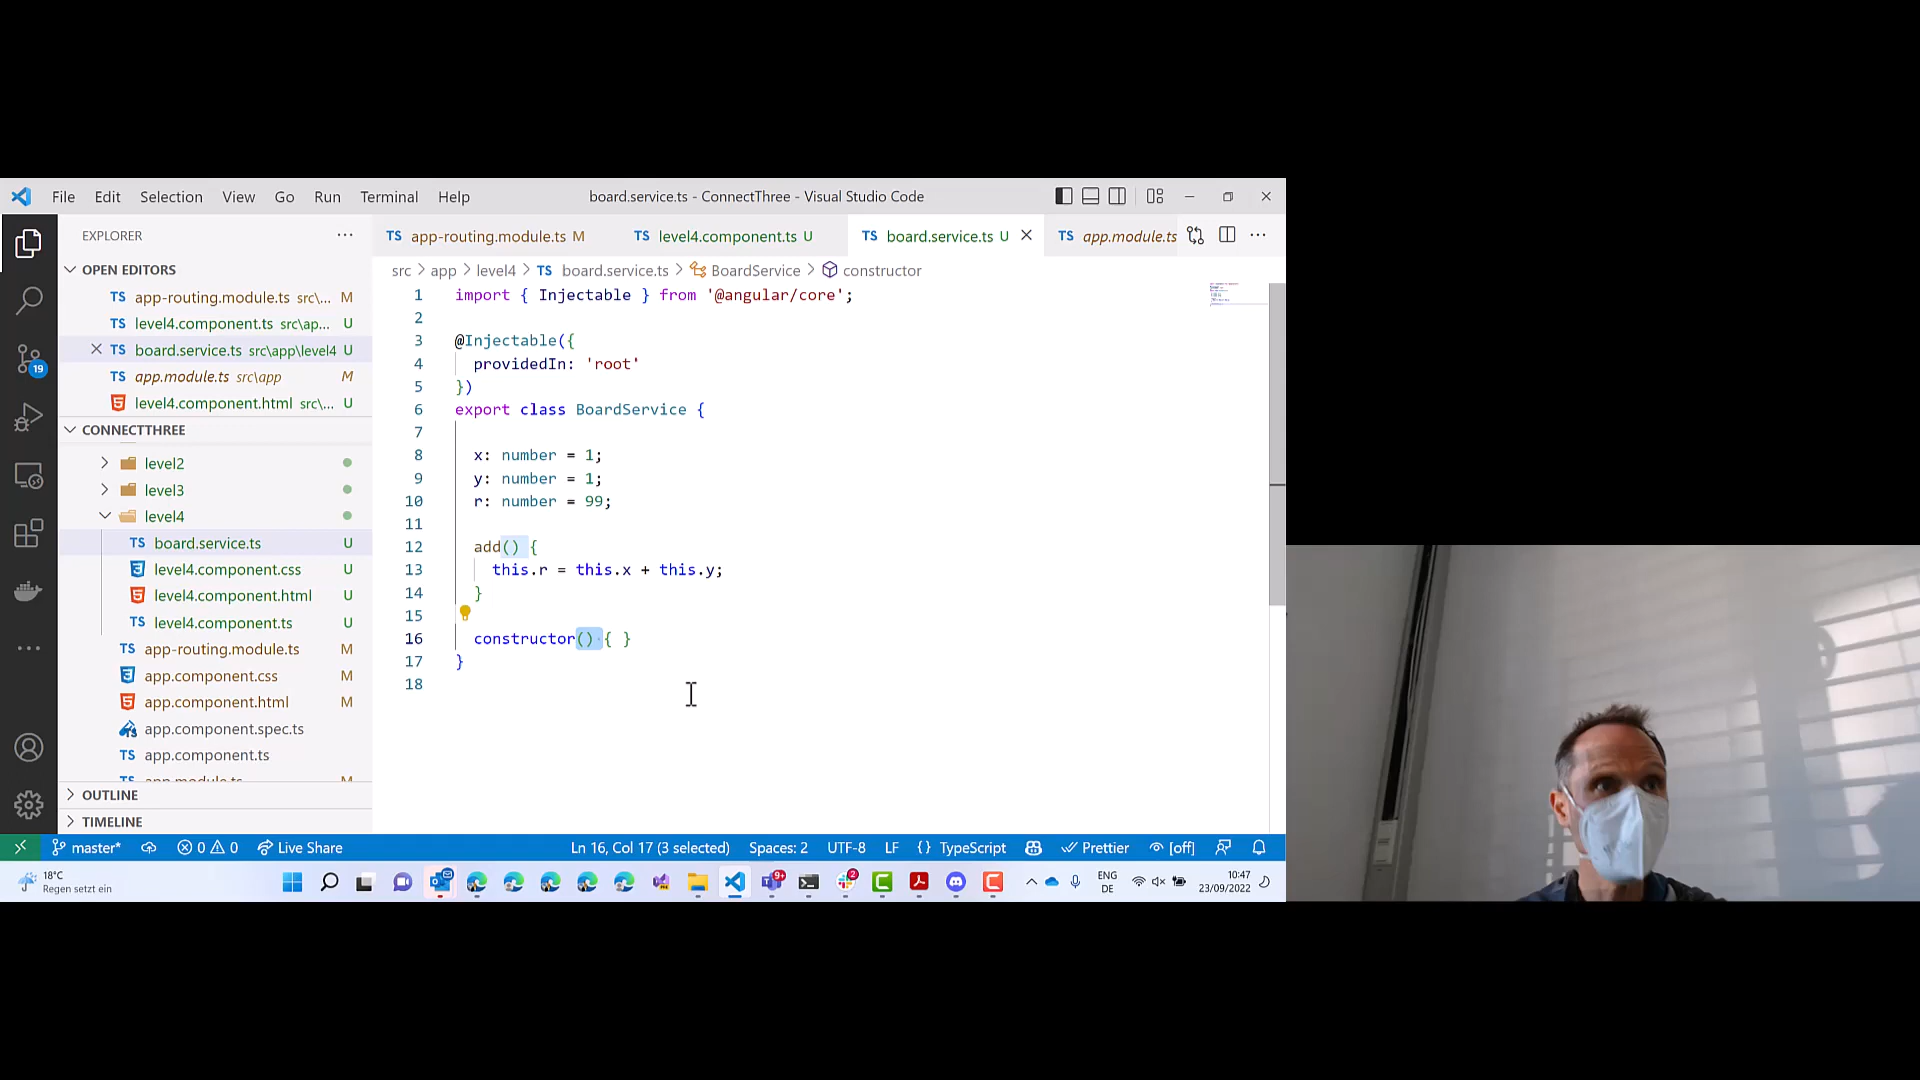 File Edit Selection View Go Run Terminal Help board.service.ts - ConnectThree - Visual Studio Code
EXPLORER
OPEN EDITORS
TS app-routing.module.ts src\... M
TS level4.component.ts src\ap... U
TS board.service.ts src\app\level4 U
TS app.module.ts src\app M
level4.component.html src\... U
CONNECTTHREE
level2
level3
level4
TS board.service.ts U
level4.component.css U
level4.component.html U
TS level4.component.ts U
TS app-routing.module.ts M
app.component.css M
app.component.html M
app.component.spec.ts
TS app.component.ts
TS app.module.ts M
OUTLINE
TIMELINE
19
TS app-routing.module.ts M TS level4.component.ts U TS board.service.ts U TS app.module.ts
src > app > level4 > TS board.service.ts > BoardService > constructor
1 import { Injectable } from '@angular/core';
2
3 @Injectable({
4 providedIn: 'root'
5 })
6 export class BoardService {
7
8 x: number = 1;
9 y: number = 1;
10 r: number = 99;
11
12 add() {
13 this.r = this.x + this.y;
14 }
15
16 constructor() { }
17 }
18
master* 0 0 Live Share Ln 16, Col 17 (3 selected) Spaces: 2 UTF-8 LF {} TypeScript Prettier [off]
18°C
Regen setzt ein
9+
2
ENG
DE
10:47
23/09/2022